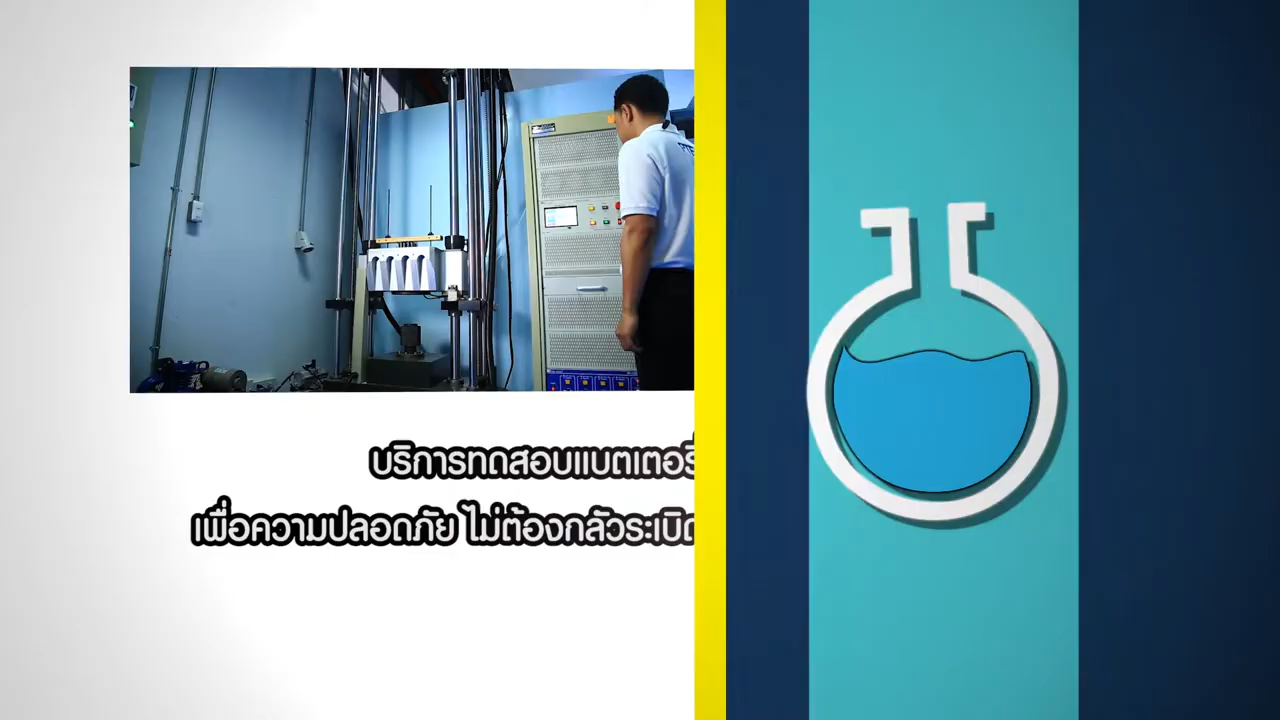 บริการทดสอบแบตเตอรี่
เพื่อความปลอดภัย ไม่ต้องกลัวระเบิด